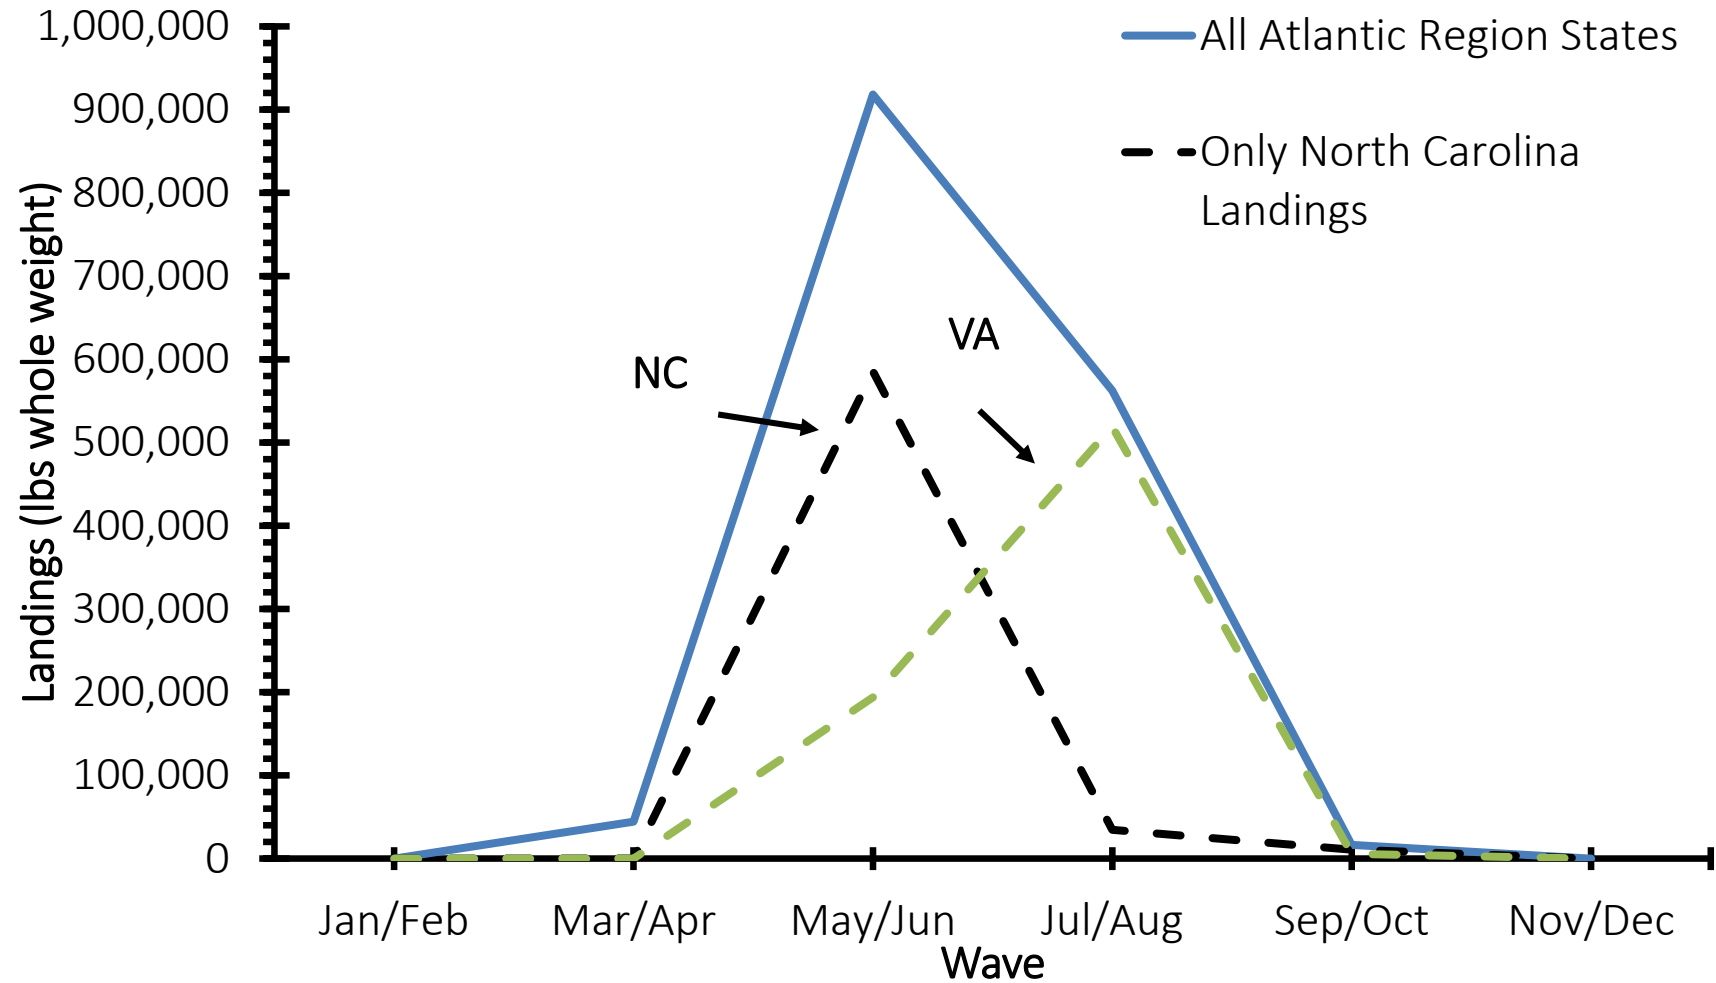 1,000,000
900,000
800,000
700,000
600,000
500,000
400,000
300,000
200,000
100,000
0
Landings (lbs whole weight)
All Atlantic Region States
Only North Carolina
Landings
NC
VA
Jan/Feb
Mar/Apr
May/Jun
Jul/Aug
Sep/Oct
Nov/Dec
Wave